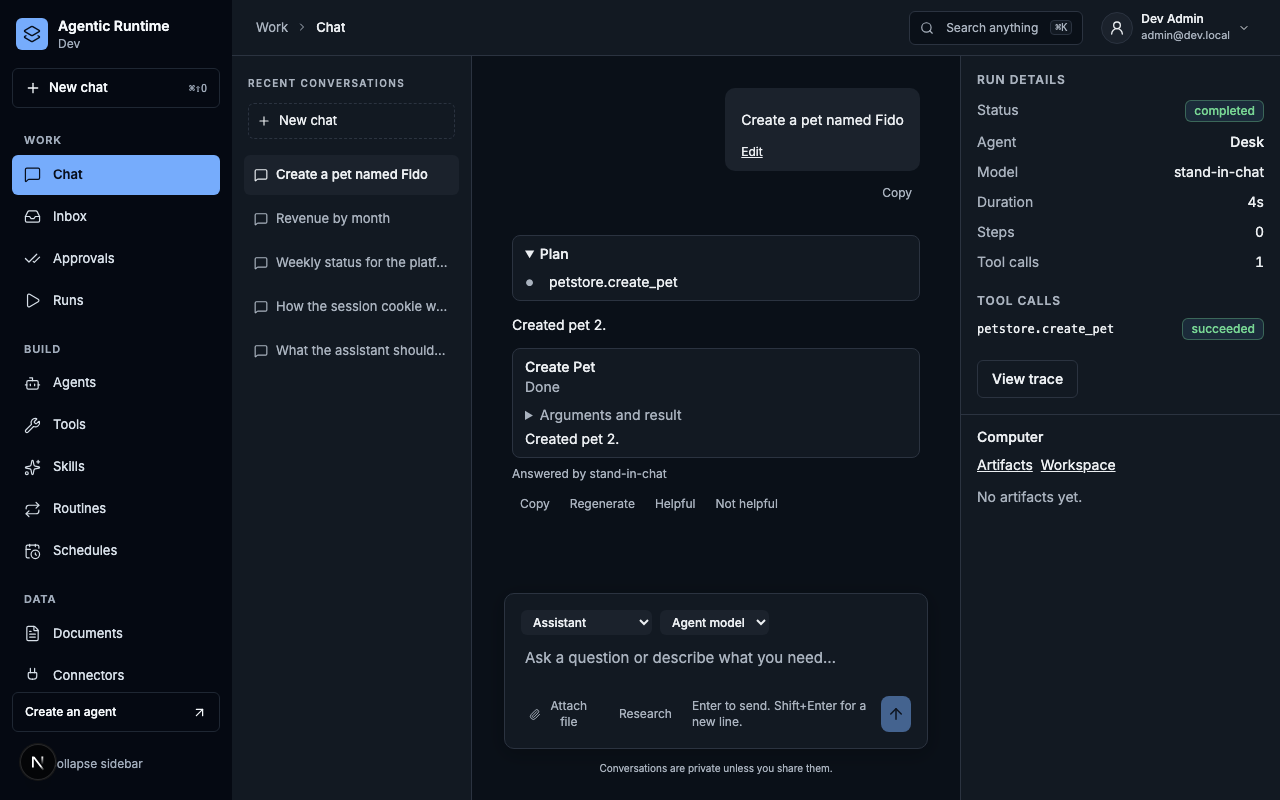 Agentic Runtime
Dev
New chat
⌘⇧O
WORK
Chat
Inbox
Approvals
Runs
BUILD
Agents
Tools
Skills
Routines
Schedules
DATA
Documents
Connectors
Create an agent
N
ollapse sidebar
Work > Chat
Search anything
⌘K
Dev Admin
admin@dev.local
RECENT CONVERSATIONS
New chat
Create a pet named Fido
Revenue by month
Weekly status for the platf...
How the session cookie w...
What the assistant should...
Create a pet named Fido
Edit
Copy
Plan
petstore.create_pet
Created pet 2.
Create Pet
Done
Arguments and result
Created pet 2.
Answered by stand-in-chat
Copy Regenerate Helpful Not helpful
Assistant
Agent model
Ask a question or describe what you need...
Attach
file
Research
Enter to send. Shift+Enter for a
new line.
Conversations are private unless you share them.
RUN DETAILS
Status completed
Agent Desk
Model stand-in-chat
Duration 4s
Steps 0
Tool calls 1
TOOL CALLS
petstore.create_pet succeeded
View trace
Computer
Artifacts Workspace
No artifacts yet.